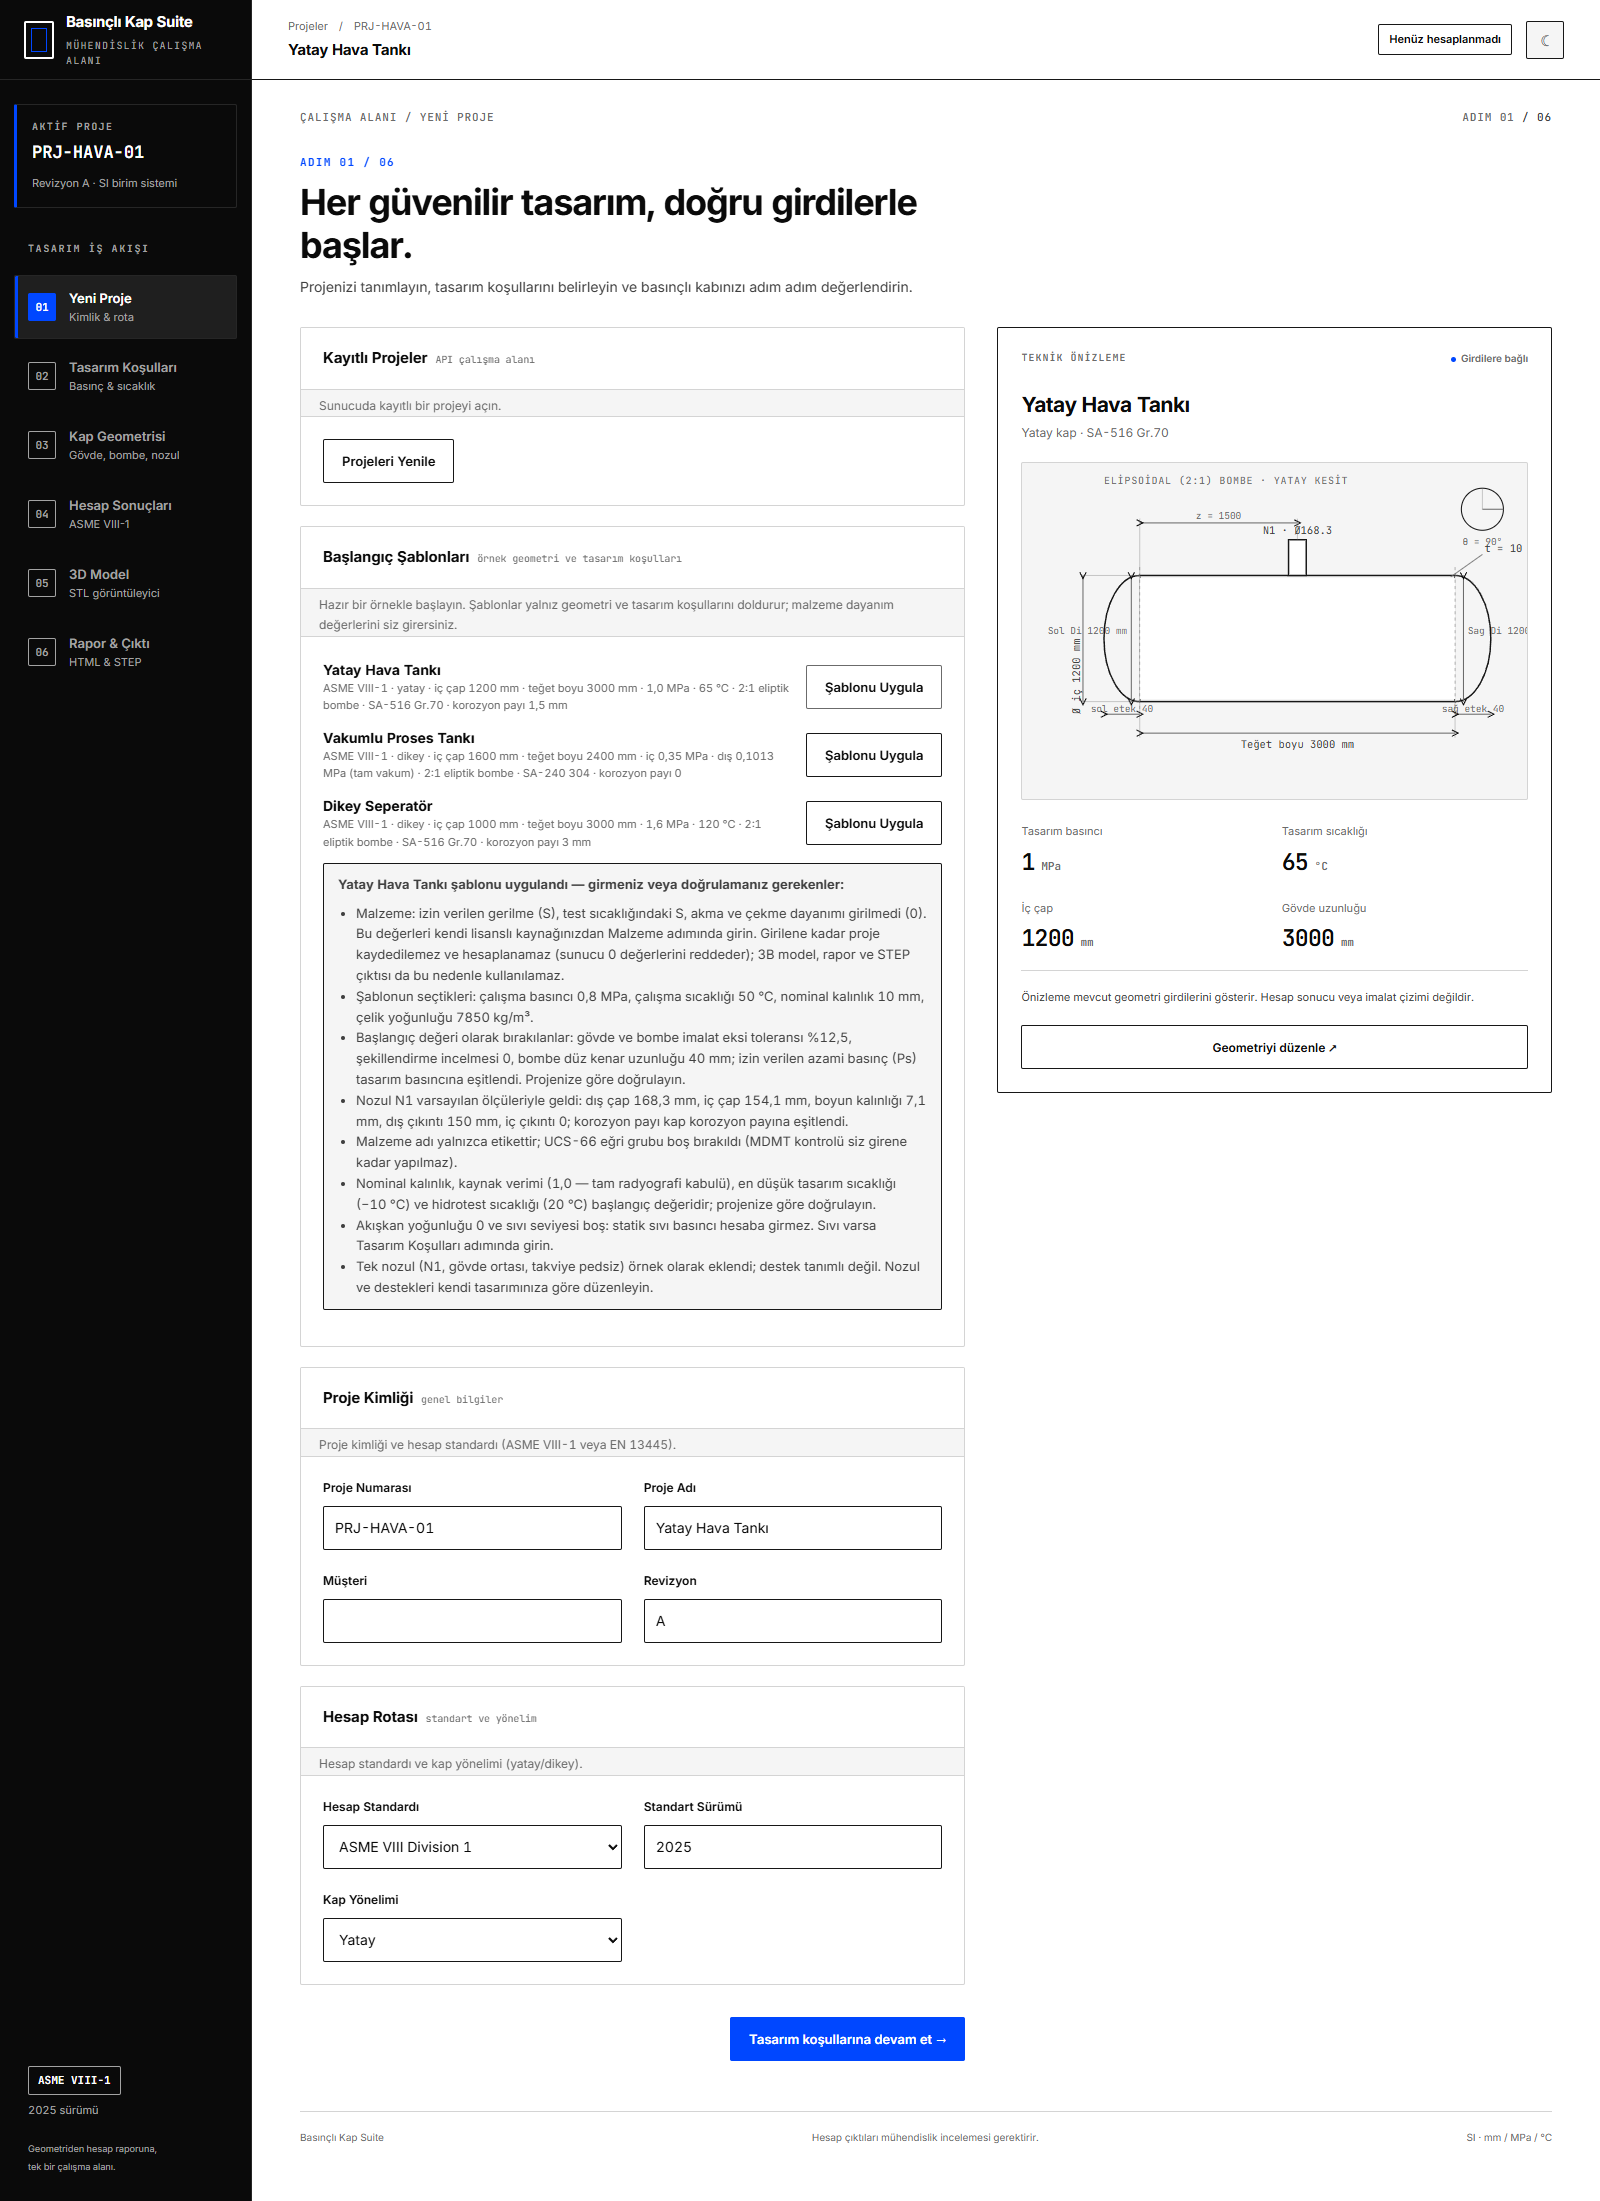 Basınçlı Kap Suite
MÜHENDİSLİK ÇALIŞMA
ALANI
AKTİF PROJE
PRJ-HAVA-01
Revizyon A · SI birim sistemi
TASARIM İŞ AKIŞI
01
Yeni Proje
Kimlik & rota
02
Tasarım Koşulları
Basınç & sıcaklık
03
Kap Geometrisi
Gövde, bombe, nozul
04
Hesap Sonuçları
ASME VIII-1
05
3D Model
STL görüntüleyici
06
Rapor & Çıktı
HTML & STEP
ASME VIII-1
2025 sürümü
Geometriden hesap raporuna,
tek bir çalışma alanı.
Projeler / PRJ-HAVA-01
Yatay Hava Tankı
Henüz hesaplanmadı
ÇALIŞMA ALANI / YENİ PROJE
ADIM 01 / 06
ADIM 01 / 06
Her güvenilir tasarım, doğru girdilerle
başlar.
Projenizi tanımlayın, tasarım koşullarını belirleyin ve basınçlı kabınızı adım adım değerlendirin.
Kayıtlı Projeler API çalışma alanı
Sunucuda kayıtlı bir projeyi açın.
Projeleri Yenile
Başlangıç Şablonları örnek geometri ve tasarım koşulları
Hazır bir örnekle başlayın. Şablonlar yalnız geometri ve tasarım koşullarını doldurur; malzeme dayanım
değerlerini siz girersiniz.
Yatay Hava Tankı
ASME VIII-1 · yatay · iç çap 1200 mm · teğet boyu 3000 mm · 1,0 MPa · 65 °C · 2:1 eliptik
bombe · SA-516 Gr.70 · korozyon payı 1,5 mm
Şablonu Uygula
Vakumlu Proses Tankı
ASME VIII-1 · dikey · iç çap 1600 mm · teğet boyu 2400 mm · iç 0,35 MPa · dış 0,1013
MPa (tam vakum) · 2:1 eliptik bombe · SA-240 304 · korozyon payı 0
Şablonu Uygula
Dikey Seperatör
ASME VIII-1 · dikey · iç çap 1000 mm · teğet boyu 3000 mm · 1,6 MPa · 120 °C · 2:1
eliptik bombe · SA-516 Gr.70 · korozyon payı 3 mm
Şablonu Uygula
Yatay Hava Tankı şablonu uygulandı — girmeniz veya doğrulamanız gerekenler:
• Malzeme: izin verilen gerilme (S), test sıcaklığındaki S, akma ve çekme dayanımı girilmedi (0).
Bu değerleri kendi lisanslı kaynağınızdan Malzeme adımında girin. Girilene kadar proje
kaydedilemez ve hesaplanamaz (sunucu 0 değerlerini reddeder); 3B model, rapor ve STEP
çıktısı da bu nedenle kullanılamaz.
• Şablonun seçtikleri: çalışma basıncı 0,8 MPa, çalışma sıcaklığı 50 °C, nominal kalınlık 10 mm,
çelik yoğunluğu 7850 kg/m³.
• Başlangıç değeri olarak bırakılanlar: gövde ve bombe imalat eksi toleransı %12,5,
şekillendirme incelmesi 0, bombe düz kenar uzunluğu 40 mm; izin verilen azami basınç (Ps)
tasarım basıncına eşitlendi. Projenize göre doğrulayın.
• Nozul N1 varsayılan ölçüleriyle geldi: dış çap 168,3 mm, iç çap 154,1 mm, boyun kalınlığı 7,1
mm, dış çıkıntı 150 mm, iç çıkıntı 0; korozyon payı kap korozyon payına eşitlendi.
• Malzeme adı yalnızca etikettir; UCS-66 eğri grubu boş bırakıldı (MDMT kontrolü siz girene
kadar yapılmaz).
• Nominal kalınlık, kaynak verimi (1,0 — tam radyografi kabulü), en düşük tasarım sıcaklığı
(−10 °C) ve hidrotest sıcaklığı (20 °C) başlangıç değeridir; projenize göre doğrulayın.
• Akışkan yoğunluğu 0 ve sıvı seviyesi boş: statik sıvı basıncı hesaba girmez. Sıvı varsa
Tasarım Koşulları adımında girin.
• Tek nozul (N1, gövde ortası, takviye pedsiz) örnek olarak eklendi; destek tanımlı değil. Nozul
ve destekleri kendi tasarımınıza göre düzenleyin.
Proje Kimliği genel bilgiler
Proje kimliği ve hesap standardı (ASME VIII-1 veya EN 13445).
Proje Numarası
PRJ-HAVA-01
Proje Adı
Yatay Hava Tankı
Müşteri
Revizyon
A
Hesap Rotası standart ve yönelim
Hesap standardı ve kap yönelimi (yatay/dikey).
Hesap Standardı
ASME VIII Division 1
Standart Sürümü
2025
Kap Yönelimi
Yatay
Tasarım koşullarına devam et →
TEKNİK ÖNİZLEME
Girdilere bağlı
Yatay Hava Tankı
Yatay kap · SA-516 Gr.70
ELİPSOİDAL (2:1) BOMBE · YATAY KESİT
z = 1500
N1 · Ø168.3
θ = 90°
t = 10
Sol Di 1200 mm
Sag Di 1200
Ø iç 1200 mm
sol etek 40
sağ etek 40
Teğet boyu 3000 mm
Tasarım basıncı
1 MPa
Tasarım sıcaklığı
65 °C
İç çap
1200 mm
Gövde uzunluğu
3000 mm
Önizleme mevcut geometri girdilerini gösterir. Hesap sonucu veya imalat çizimi değildir.
Geometriyi düzenle ↗
Basınçlı Kap Suite
Hesap çıktıları mühendislik incelemesi gerektirir.
SI · mm / MPa / °C